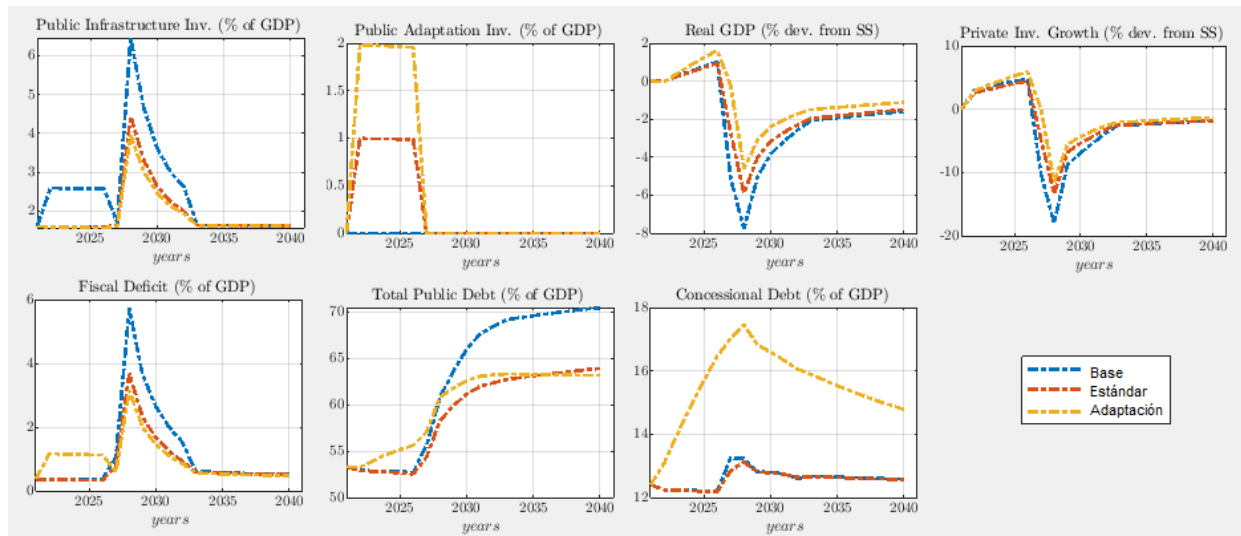 Public Infrastructure Inv. (% of GDP)
6
5
4
3
2
2025 2030 2035 2040
years
Public Adaptation Inv. (% of GDP)
2
1.5
1
0.5
0
2025 2030 2035 2040
years
Real GDP (% dev. from SS)
2
0
-2
-4
-6
-8
2025 2030 2035 2040
years
Private Inv. Growth (% dev. from SS)
10
0
-10
-20
2025 2030 2035 2040
years
Fiscal Deficit (% of GDP)
6
4
2
0
2025 2030 2035 2040
years
Total Public Debt (% of GDP)
70
65
60
55
50
2025 2030 2035 2040
years
Concessional Debt (% of GDP)
18
16
14
12
2025 2030 2035 2040
years
Base
Estándar
Adaptación